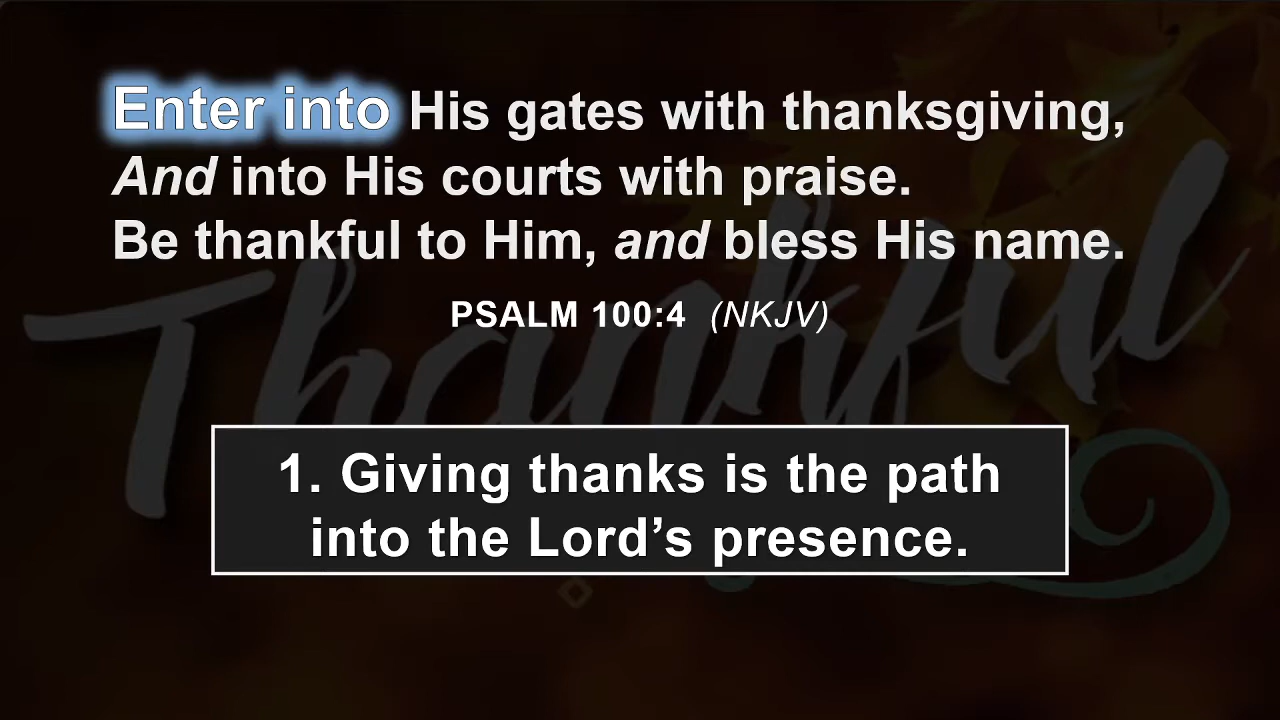 Enter into His gates with thanksgiving,
And into His courts with praise.
Be thankful to Him, and bless His name.
PSALM 100:4 (NKJV)
Thankful
1. Giving thanks is the path
into the Lord’s presence.